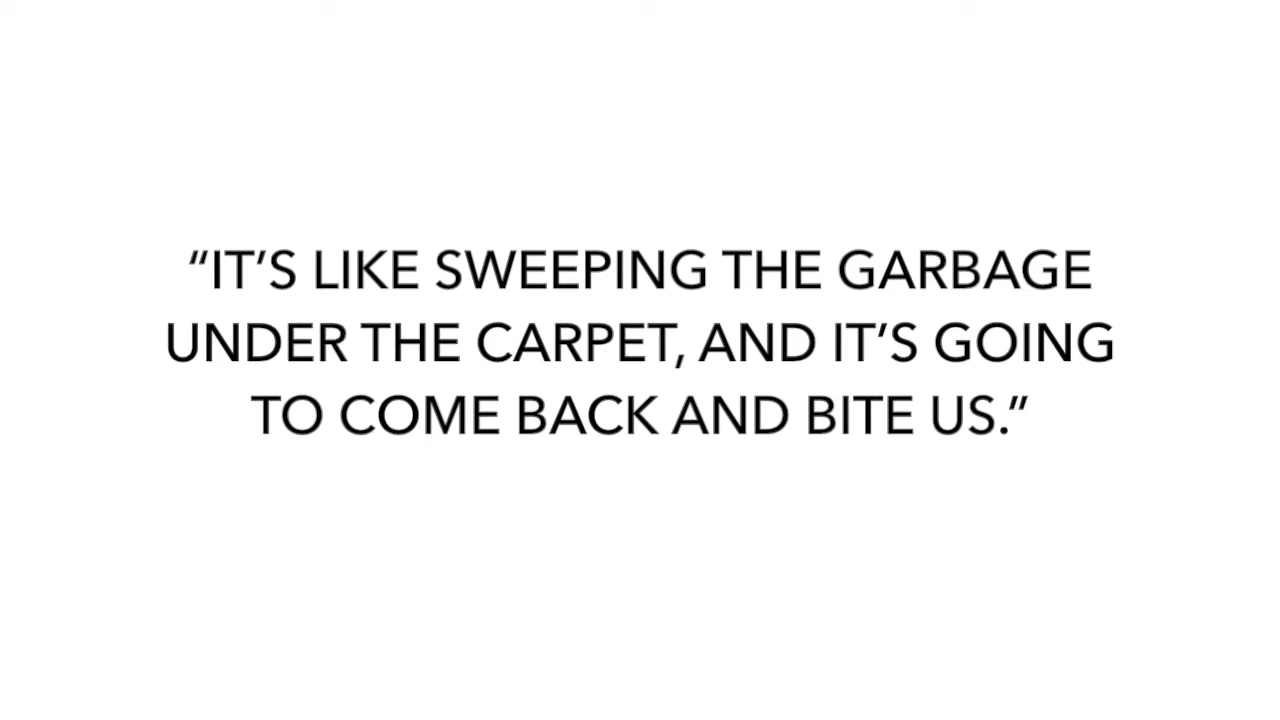 “IT’S LIKE SWEEPING THE GARBAGE
UNDER THE CARPET, AND IT’S GOING
TO COME BACK AND BITE US.”